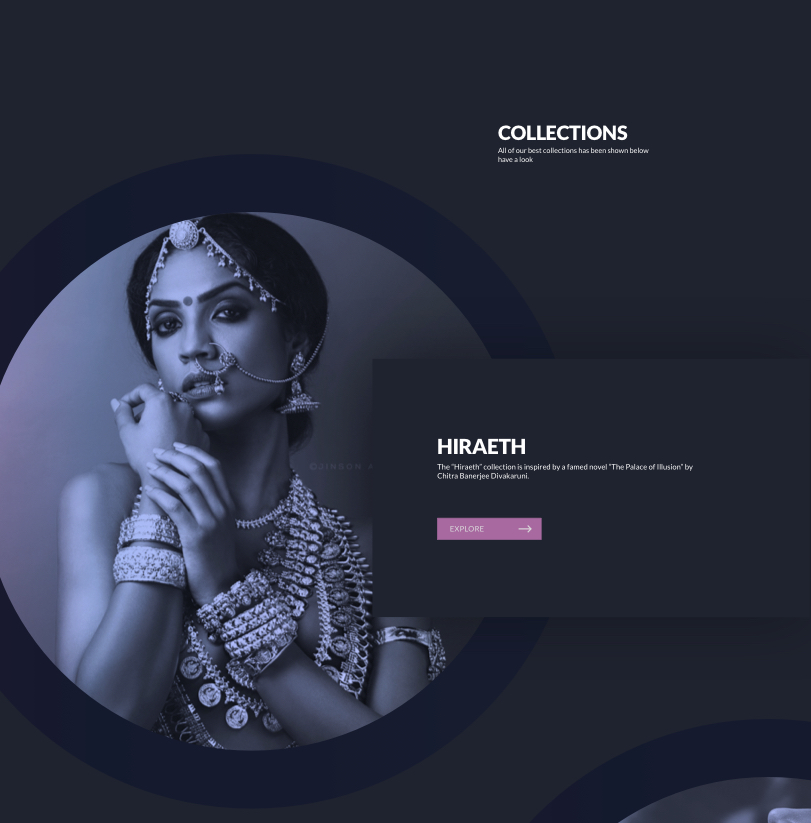 COLLECTIONS
All of our best collections has been shown below
have a look
HIRAETH
The "Hiraeth" collection is inspired by a famed novel "The Palace of Illusion" by
Chitra Banerjee Divakaruni.
EXPLORE